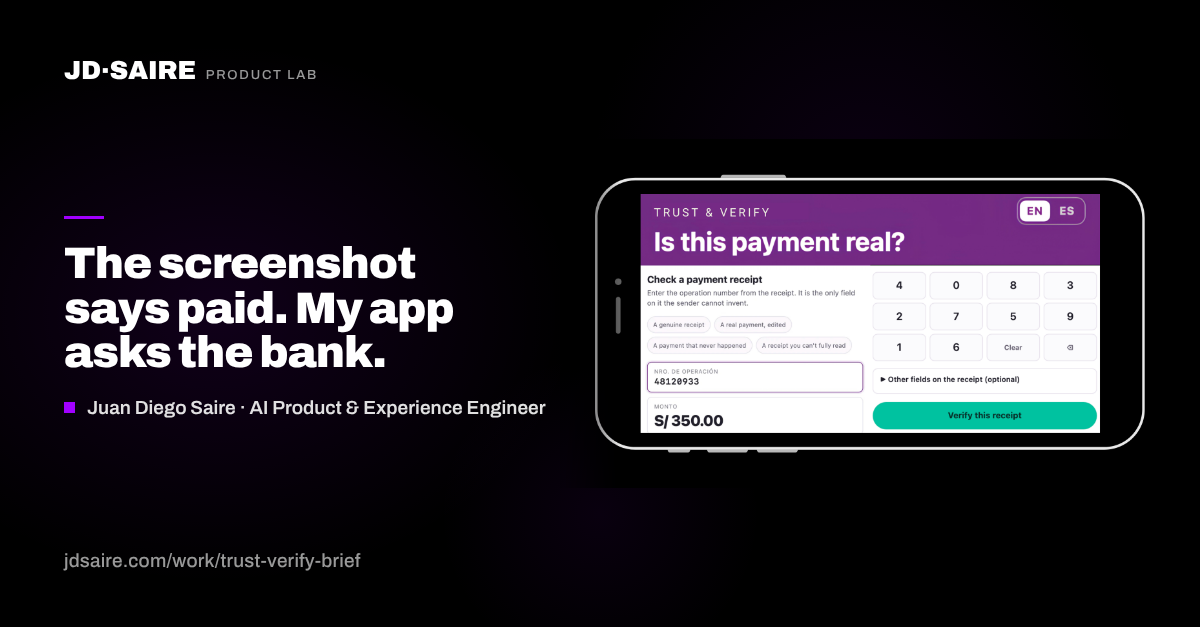 JD·SAIRE PRODUCT LAB
The screenshot
says paid. My app
asks the bank.
Juan Diego Saire · AI Product & Experience Engineer
jdsaire.com/work/trust-verify-brief
TRUST & VERIFY
EN ES
Is this payment real?
Check a payment receipt
Enter the operation number from the receipt. It is the only field
on it the sender cannot invent.
A genuine receipt A real payment, edited
A payment that never happened A receipt you can't fully read
NRO. DE OPERACIÓN
48120933
MONTO
S/ 350.00
4 0 8 3
2 7 5 9
1 6 Clear ⌫
▶ Other fields on the receipt (optional)
Verify this receipt